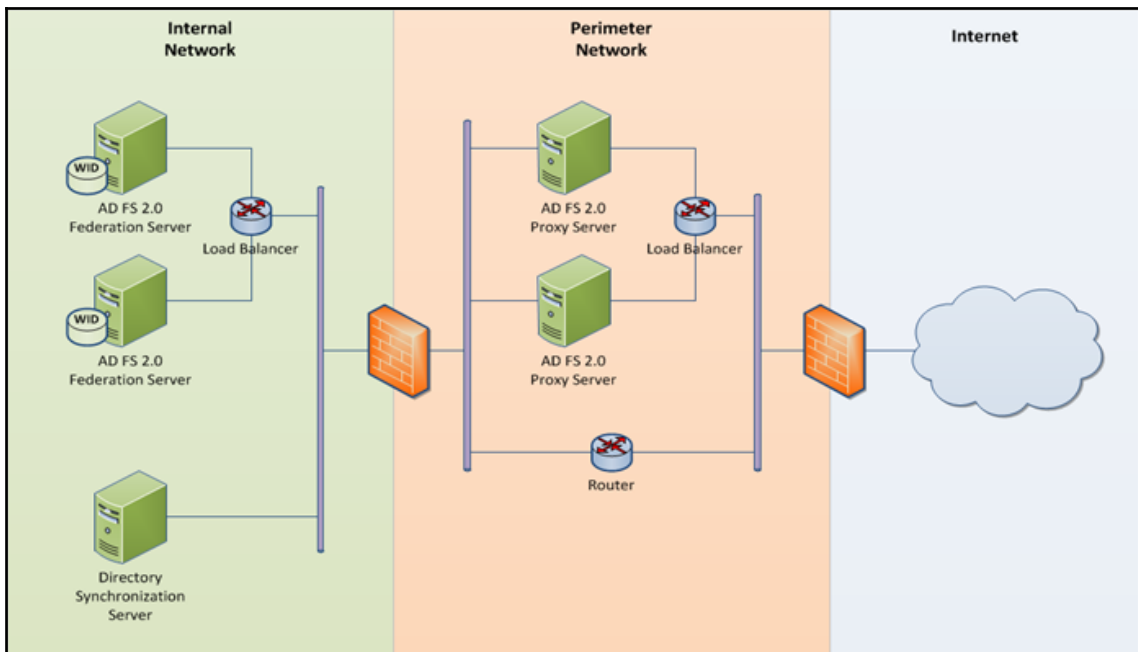 Internal
Network
Perimeter
Network
Internet
WID
AD FS 2.0
Federation Server
Load Balancer
WID
AD FS 2.0
Federation Server
Directory
Synchronization
Server
AD FS 2.0
Proxy Server
Load Balancer
AD FS 2.0
Proxy Server
Router